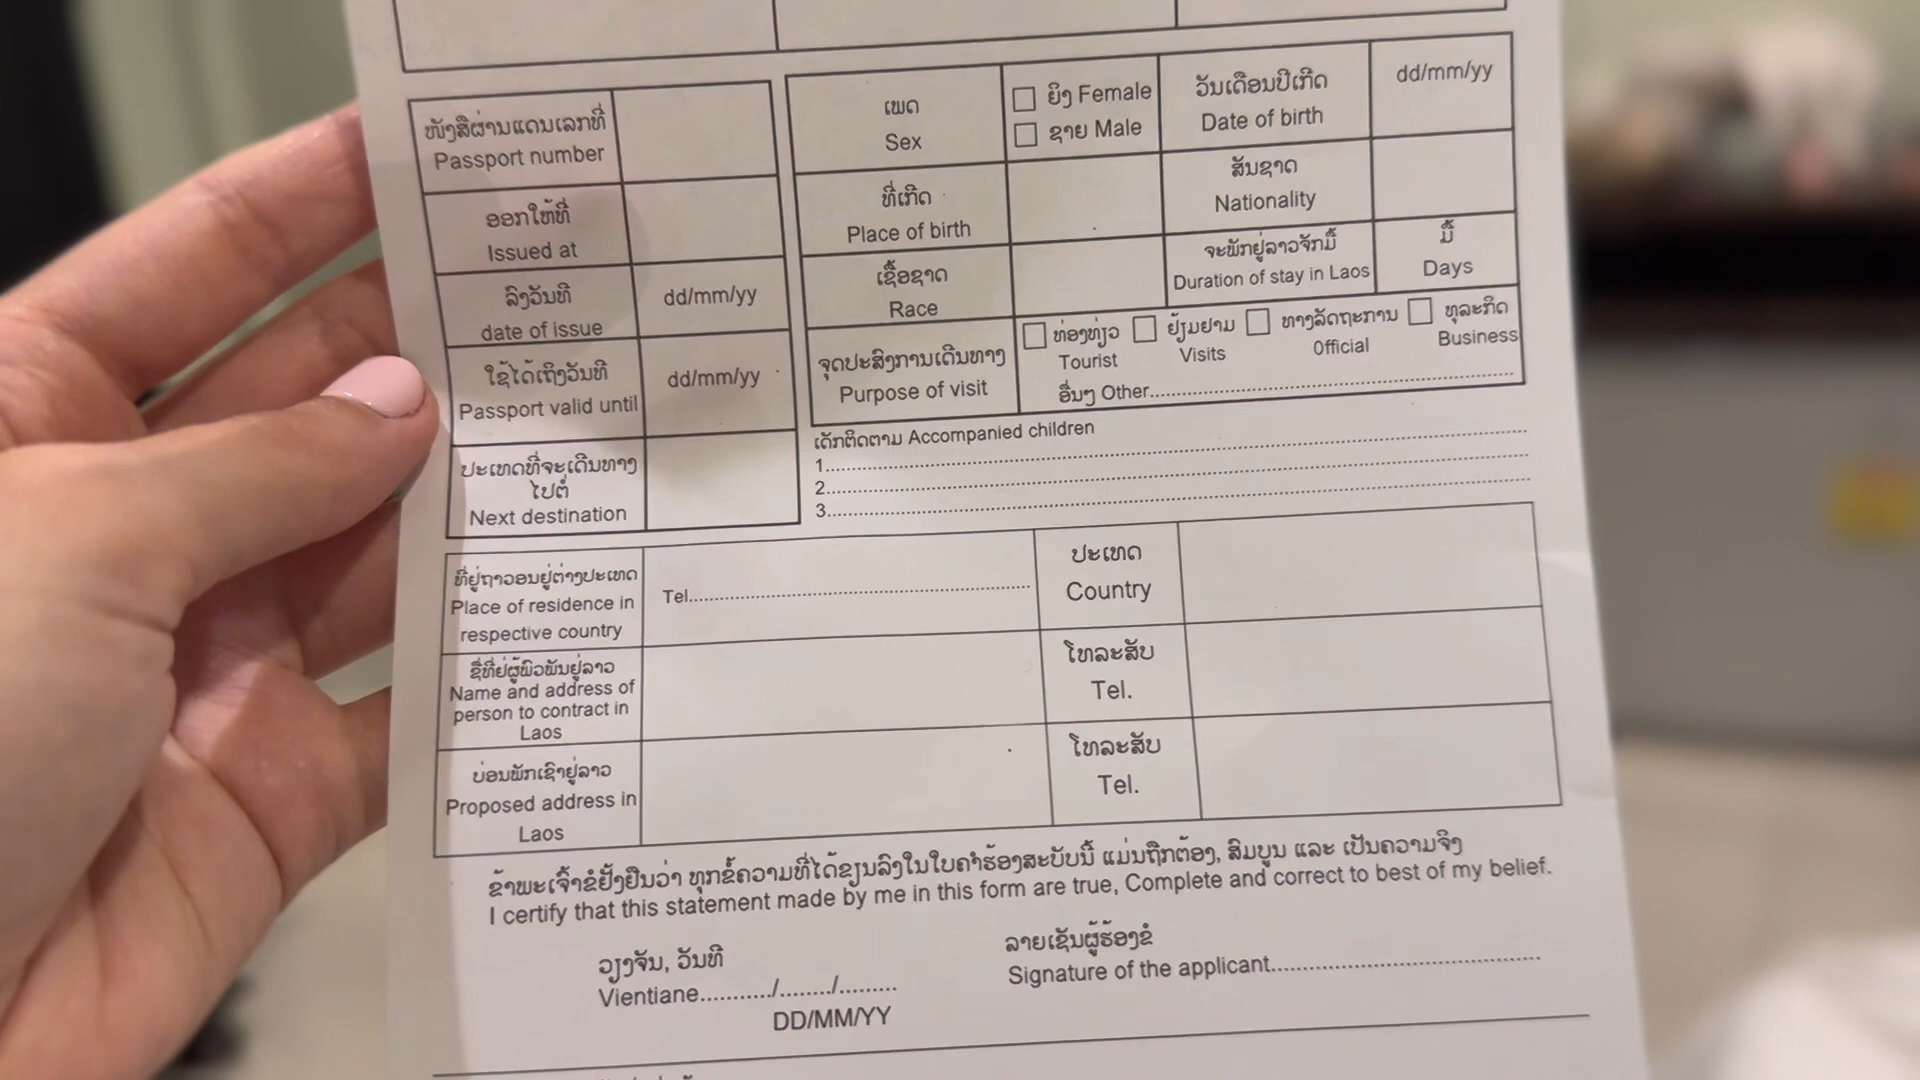 ໜັງສືຜ່ານແດນເລກທີ່
Passport number
ອອກໃຫ້ທີ່
Issued at
ລົງວັນທີ
date of issue
dd/mm/yy
ໃຊ້ໄດ້ເຖິງວັນທີ
Passport valid until
dd/mm/yy
ປະເທດທີ່ຈະເດີນທາງ
ໄປຕໍ່
Next destination
ເພດ
Sex
ຍິງ Female
ຊາຍ Male
ວັນເດືອນປີເກີດ
Date of birth
dd/mm/yy
ທີ່ເກີດ
Place of birth
ສັນຊາດ
Nationality
ເຊື້ອຊາດ
Race
ຈະພັກຢູ່ລາວຈັກມື້
Duration of stay in Laos
ມື້
Days
ຈຸດປະສົງການເດີນທາງ
Purpose of visit
ທ່ອງທ່ຽວ
Tourist
ຢ້ຽມຢາມ
Visits
ທາງລັດຖະການ
Official
ທຸລະກິດ
Business
ອື່ນໆ Other
ເດັກຕິດຕາມ Accompanied children
1
2
3
ທີ່ຢູ່ຖາວອນຢູ່ຕ່າງປະເທດ
Place of residence in
respective country
Tel.
ປະເທດ
Country
ຊື່ທີ່ຢູ່ຜູ້ພົວພັນຢູ່ລາວ
Name and address of
person to contract in
Laos
ໂທລະສັບ
Tel.
ບ່ອນພັກເຊົາຢູ່ລາວ
Proposed address in
Laos
ໂທລະສັບ
Tel.
ຂ້າພະເຈົ້າຂໍຢັ້ງຢືນວ່າ ທຸກຂໍ້ຄວາມທີ່ໄດ້ຂຽນລົງໃນໃບຄຳຮ້ອງສະບັບນີ້ ແມ່ນຖືກຕ້ອງ, ສົມບູນ ແລະ ເປັນຄວາມຈິງ
I certify that this statement made by me in this form are true, Complete and correct to best of my belief.
ວຽງຈັນ, ວັນທີ
Vientiane.........../......../.........
DD/MM/YY
ລາຍເຊັນຜູ້ຮ້ອງຂໍ
Signature of the applicant